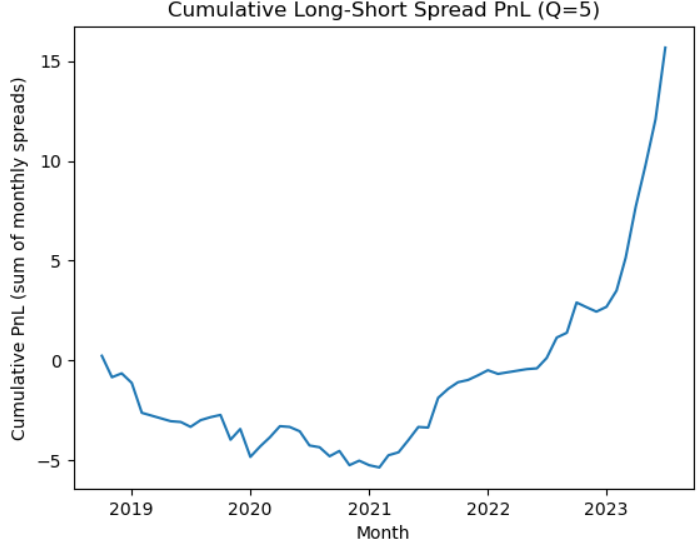 Cumulative Long-Short Spread PnL (Q=5)
Cumulative PnL (sum of monthly spreads)
15
10
5
0
−5
2019 2020 2021 2022 2023
Month